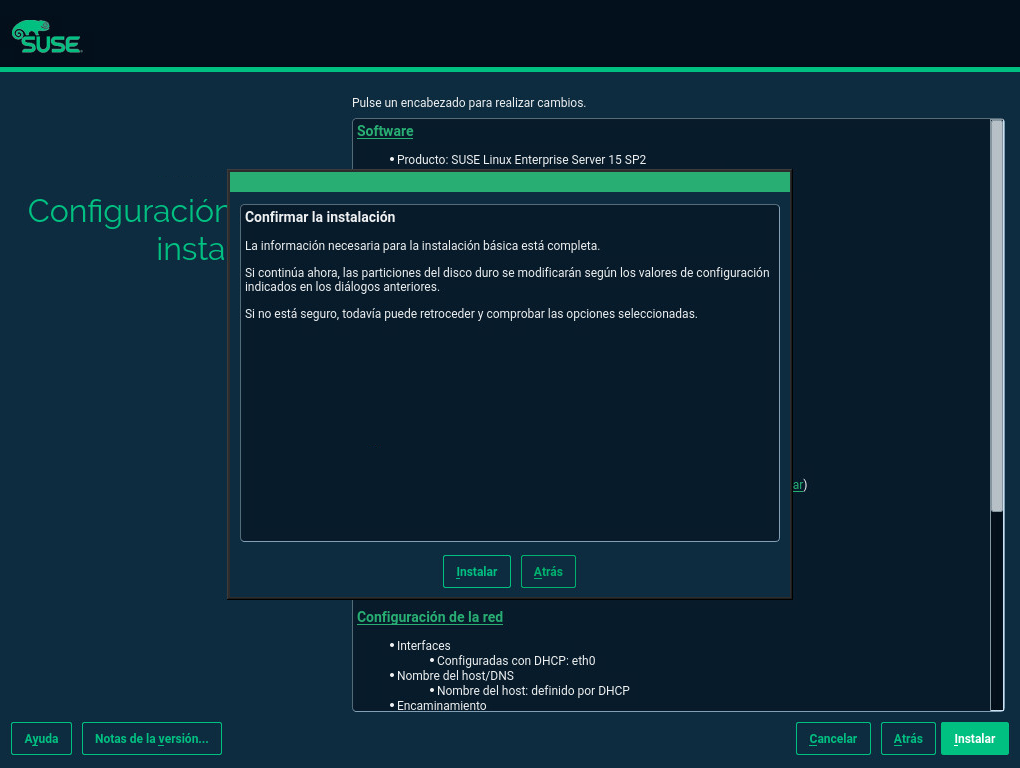 SUSE
Pulse un encabezado para realizar cambios.
Software
• Producto: SUSE Linux Enterprise Server 15 SP2
Configuración
insta
Confirmar la instalación
La información necesaria para la instalación básica está completa.
Si continúa ahora, las particiones del disco duro se modificarán según los valores de configuración
indicados en los diálogos anteriores.
Si no está seguro, todavía puede retroceder y comprobar las opciones seleccionadas.
ar)
Instalar Atrás
Configuración de la red
• Interfaces
• Configuradas con DHCP: eth0
• Nombre del host/DNS
• Nombre del host: definido por DHCP
• Encaminamiento
Ayuda Notas de la versión... Cancelar Atrás Instalar